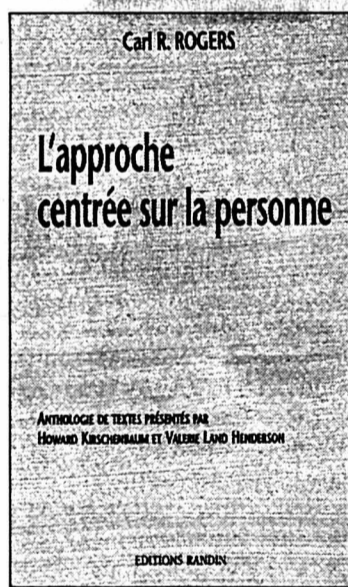 Carl R. ROGERS
L'approche
centrée sur la personne
ANTHOLOGIE DE TEXTES PRÉSENTÉS PAR
HOWARD KIRSCHENBAUM ET VALERIE LAND HENDERSON
EDITIONS RANDIN